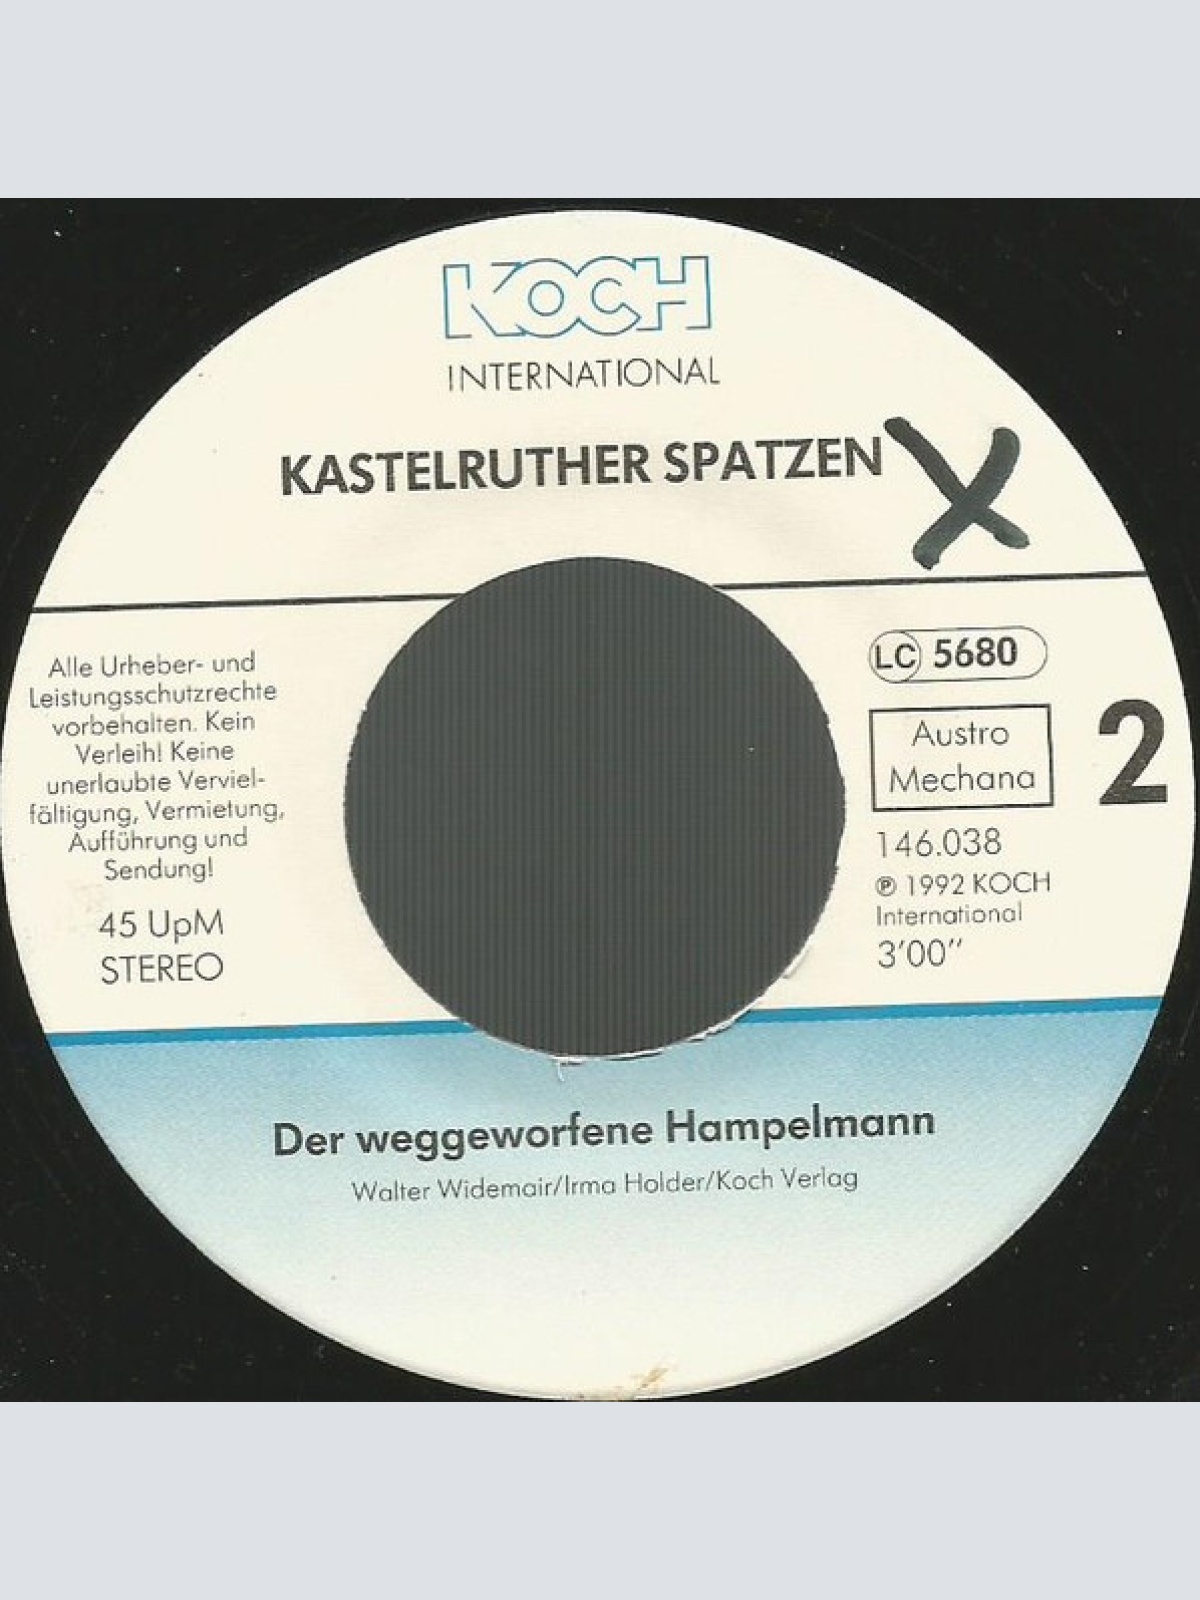 KOCH
INTERNATIONAL
KASTELRUTHER SPATZEN X
Alle Urheber- und
Leistungsschutzrechte
vorbehalten. Kein
Verleih! Keine
unerlaubte Verviel-
fältigung, Vermietung,
Aufführung und
Sendung!
45 UpM
STEREO
LC 5680
Austro
Mechana
2
146.038
℗ 1992 KOCH
International
3'00''
Der weggeworfene Hampelmann
Walter Widemair/Irma Holder/Koch Verlag